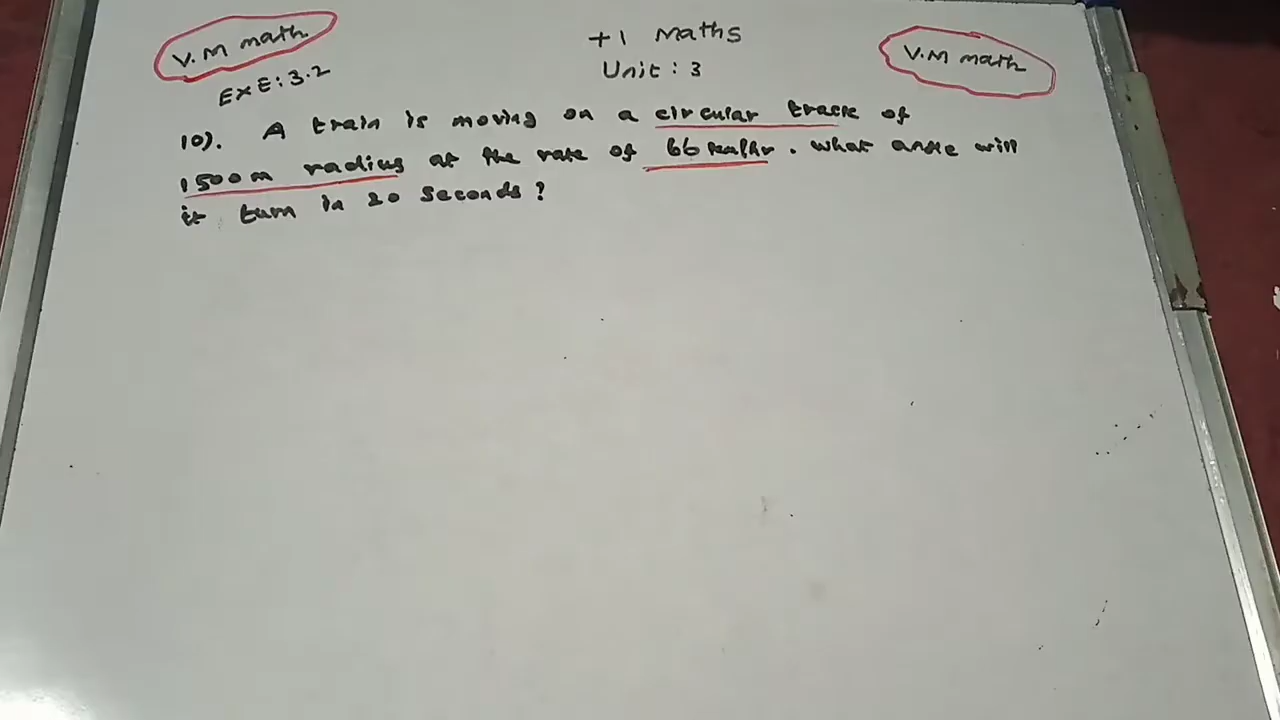 V.M math
+1 Maths
V.M math
Unit : 3
EXE: 3.2
10). A train is moving on a circular track of
1500m radius at the rate of 66 km/hr. What angle will
it turn in 20 seconds?